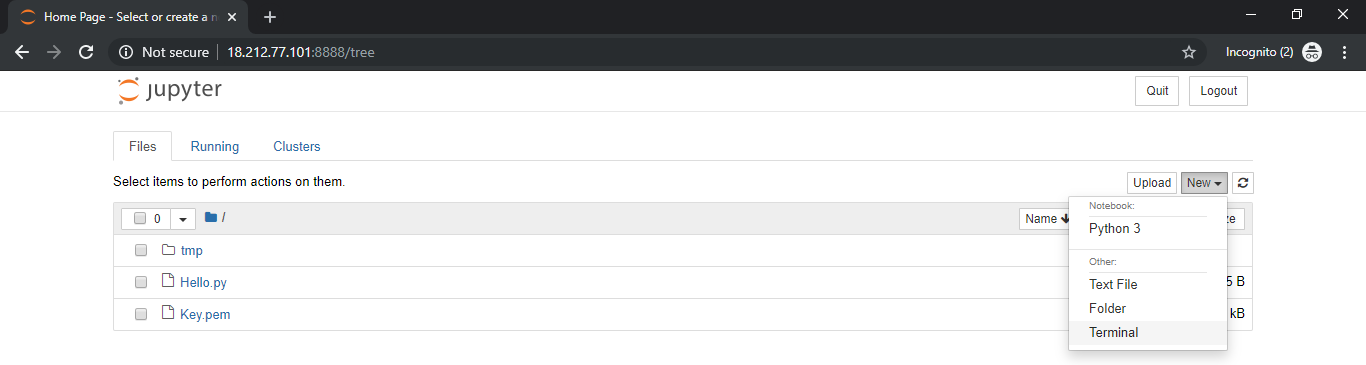 Home Page - Select or create a n
Not secure 18.212.77.101:8888/tree Incognito (2)
jupyter Quit Logout
Files Running Clusters
Select items to perform actions on them. Upload New
0 / Name ze
Notebook:
Python 3
Other:
Text File
Folder
Terminal
tmp
Hello.py 5 B
Key.pem kB